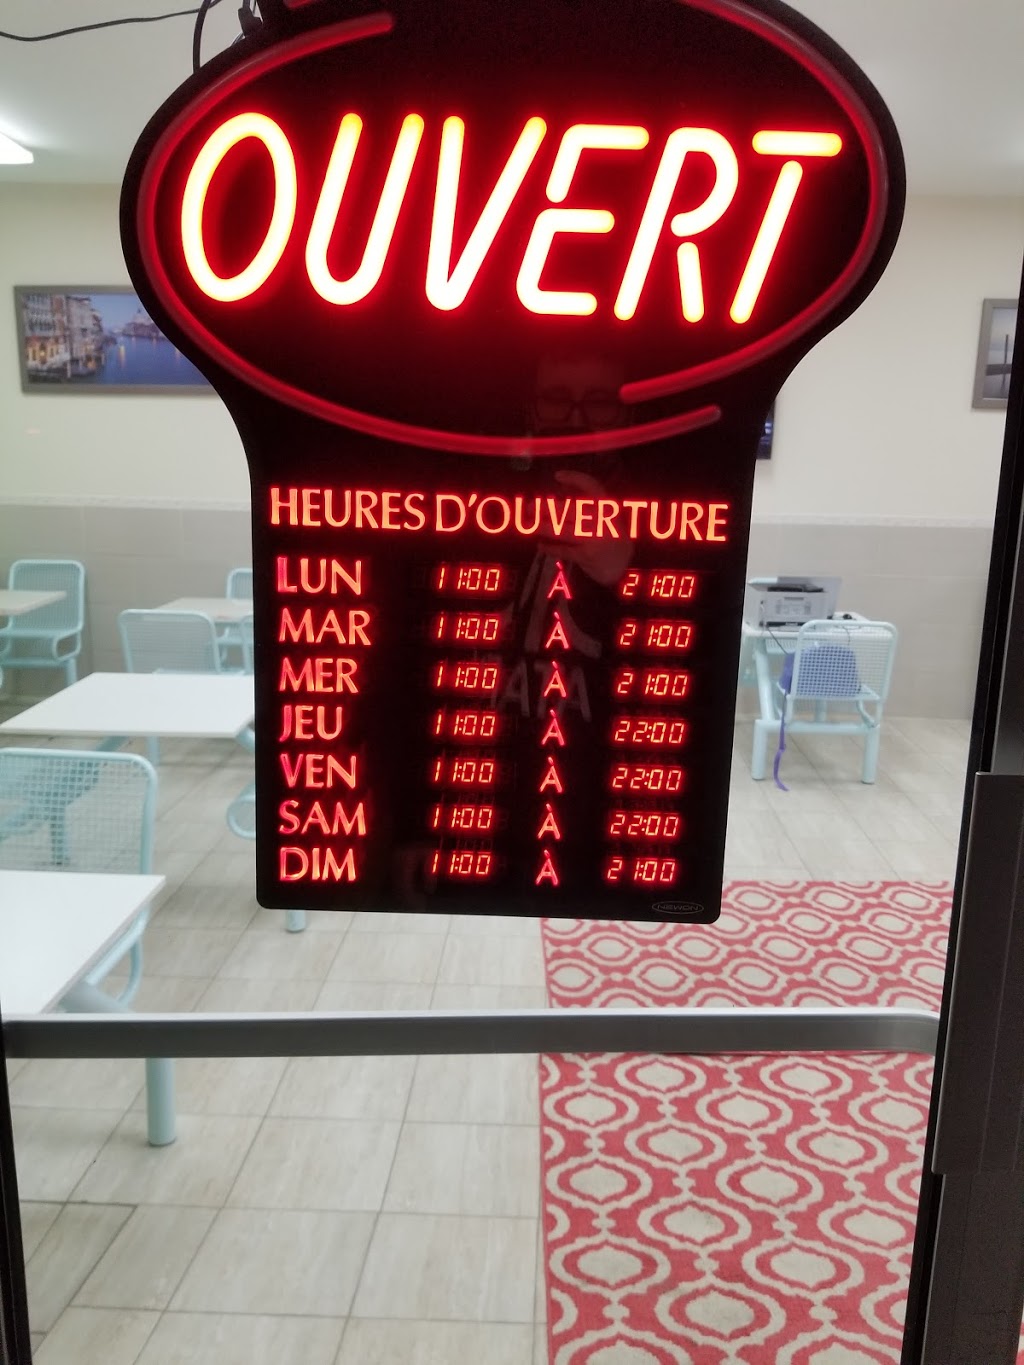 OUVERT
HEURES D'OUVERTURE
LUN 11:00 À 21:00
MAR 11:00 À 21:00
MER 11:00 À 21:00
JEU 11:00 À 22:00
VEN 11:00 À 22:00
SAM 11:00 À 22:00
DIM 11:00 À 21:00
NEWON